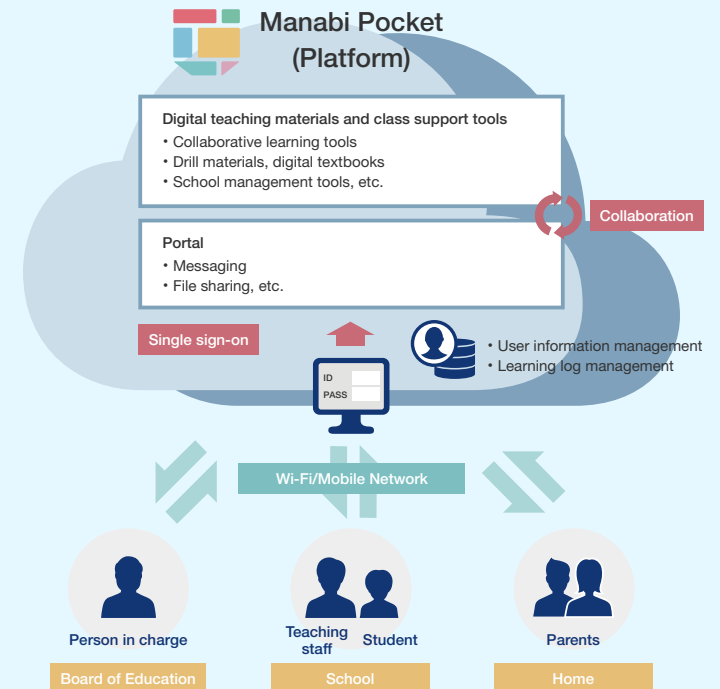 Manabi Pocket
(Platform)
Digital teaching materials and class support tools
・Collaborative learning tools
・Drill materials, digital textbooks
・School management tools, etc.
Collaboration
Portal
・Messaging
・File sharing, etc.
Single sign-on
・User information management
・Learning log management
ID
PASS
Wi-Fi/Mobile Network
Person in charge
Teaching
staff
Student
Parents
Board of Education
School
Home